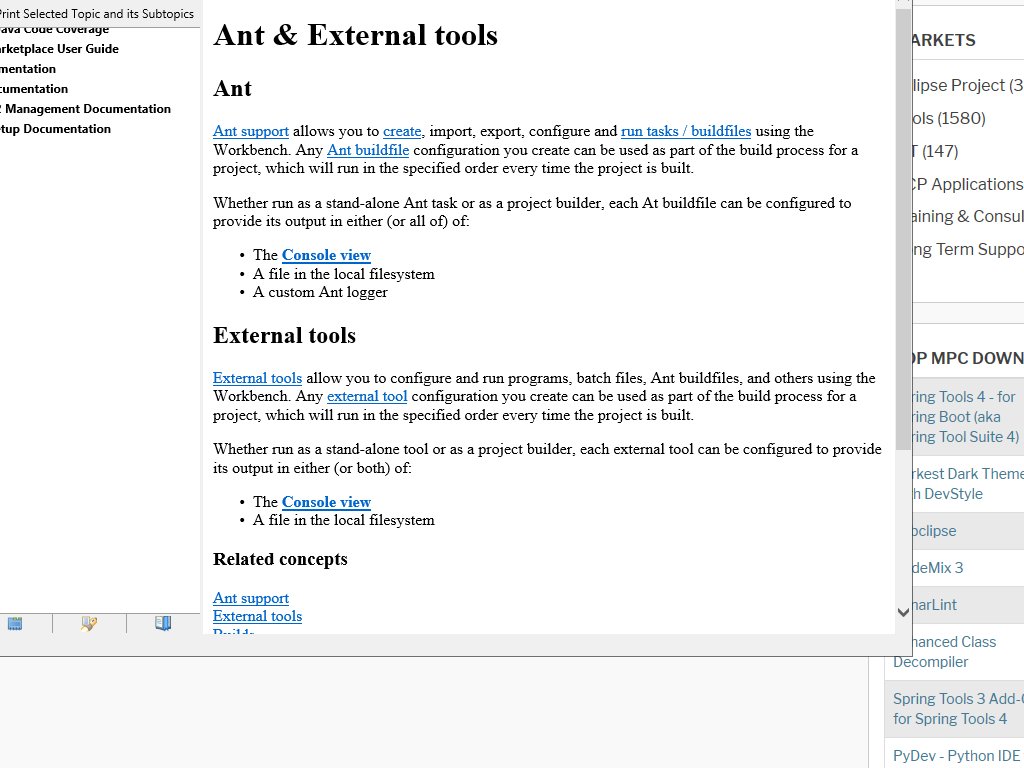 Print Selected Topic and its Subtopics
Java Code Coverage
User Guide
Documentation
Management Documentation
Documentation
Ant & External tools
Ant
Ant support allows you to create, import, export, configure and run tasks / buildfiles using the
Workbench. Any Ant buildfile configuration you create can be used as part of the build process for a
project, which will run in the specified order every time the project is built.
Whether run as a stand-alone Ant task or as a project builder, each At buildfile can be configured to
provide its output in either (or all of) of:
• The Console view
• A file in the local filesystem
• A custom Ant logger
External tools
External tools allow you to configure and run programs, batch files, Ant buildfiles, and others using the
Workbench. Any external tool configuration you create can be used as part of the build process for a
project, which will run in the specified order every time the project is built.
Whether run as a stand-alone tool or as a project builder, each external tool can be configured to provide
its output in either (or both) of:
• The Console view
• A file in the local filesystem
Related concepts
Ant support
External tools
Builds
ARKETS
lipse Project (3
ols (1580)
T (147)
CP Applications
aining & Consul
ng Term Suppo
OP MPC DOWN
ring Tools 4 - for
ring Boot (aka
ring Tool Suite 4)
rkest Dark Theme
h DevStyle
bclipse
deMix 3
narLint
hanced Class
Decompiler
Spring Tools 3 Add-
for Spring Tools 4
PyDev - Python IDE